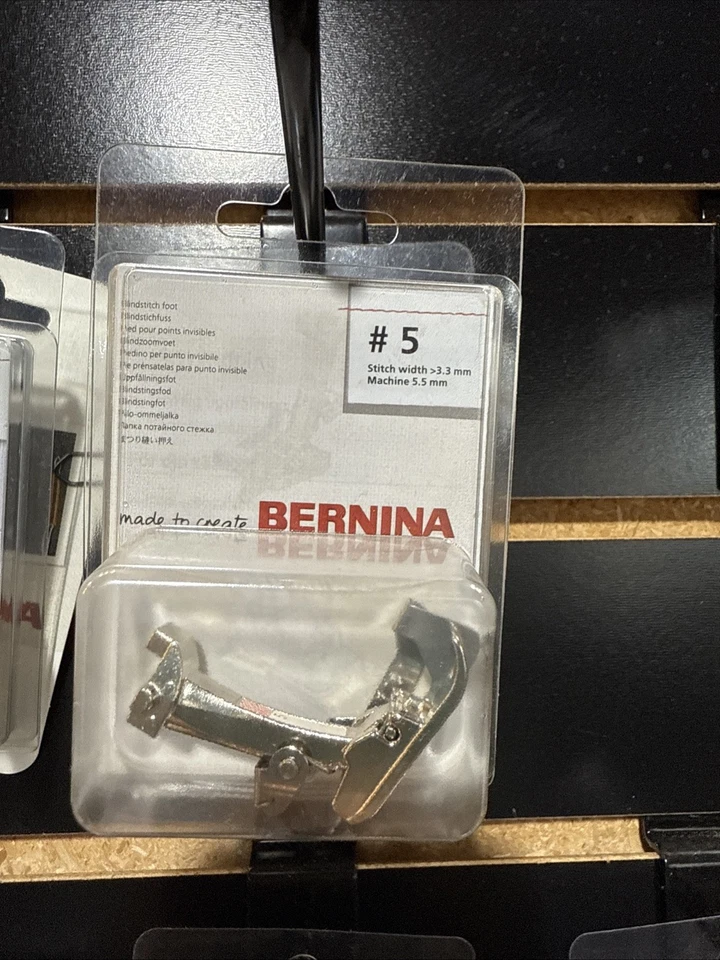 Blindstitch foot
Blindstichfuss
Pied pour points invisibles
Blindzoomvoet
Piedino per punto invisibile
Pie prénsatelas para punto invisible
Uppfållningsfot
Blindstingsfod
Blindstingfot
Piilo-ommeljalka
Лапка потайного стежка
まつり縫い押え
# 5
Stitch width >3.3 mm
Machine 5.5 mm
made to create BERNINA